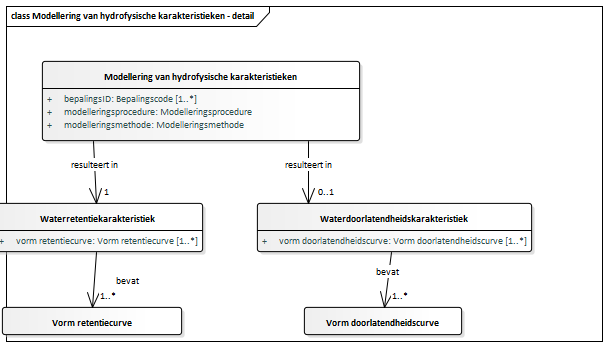 class Modellering van hydrofysische karakteristieken - detail
Modellering van hydrofysische karakteristieken
+ bepalingsID: Bepalingscode [1..*]
+ modelleringsprocedure: Modelleringsprocedure
+ modelleringsmethode: Modelleringsmethode
resulteert in
resulteert in
1
0..1
Waterretentiekarakteristiek
+ vorm retentiecurve: Vorm retentiecurve [1..*]
Waterdoorlatendheidskarakteristiek
+ vorm doorlatendheidscurve: Vorm doorlatendheidscurve [1..*]
bevat
bevat
1..*
1..*
Vorm retentiecurve
Vorm doorlatendheidscurve